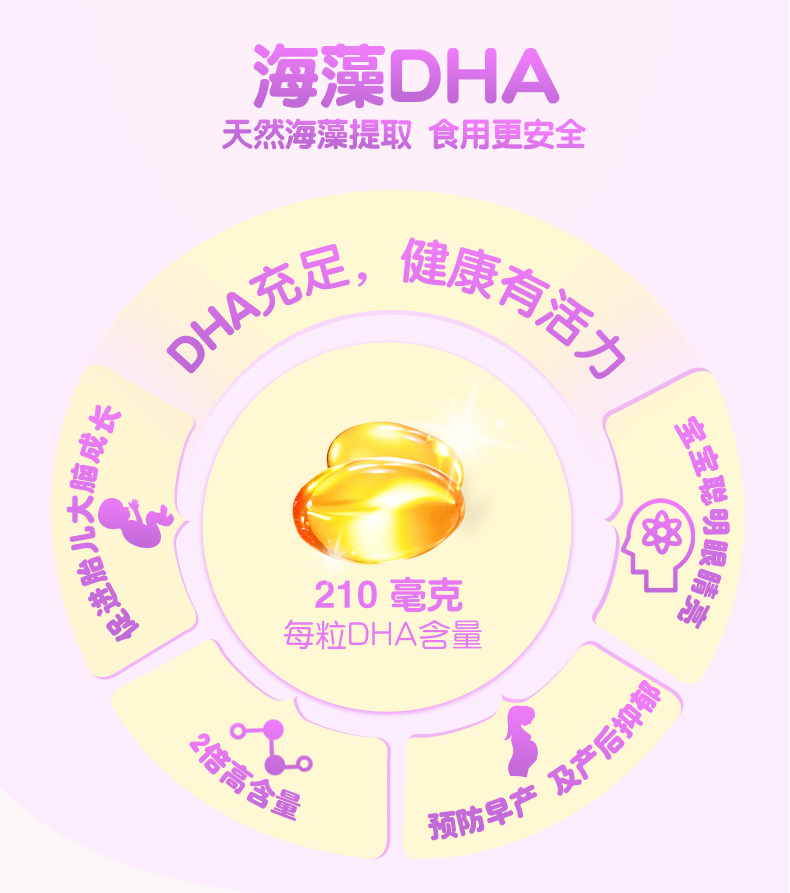 海藻DHA
天然海藻提取 食用更安全
DHA充足，健康有活力
促进胎儿大脑成长
宝宝聪明眼睛亮
210 毫克
每粒DHA含量
2倍高含量
预防早产 及产后抑郁